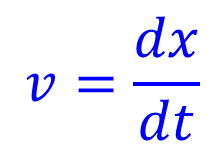 v = dx/dt